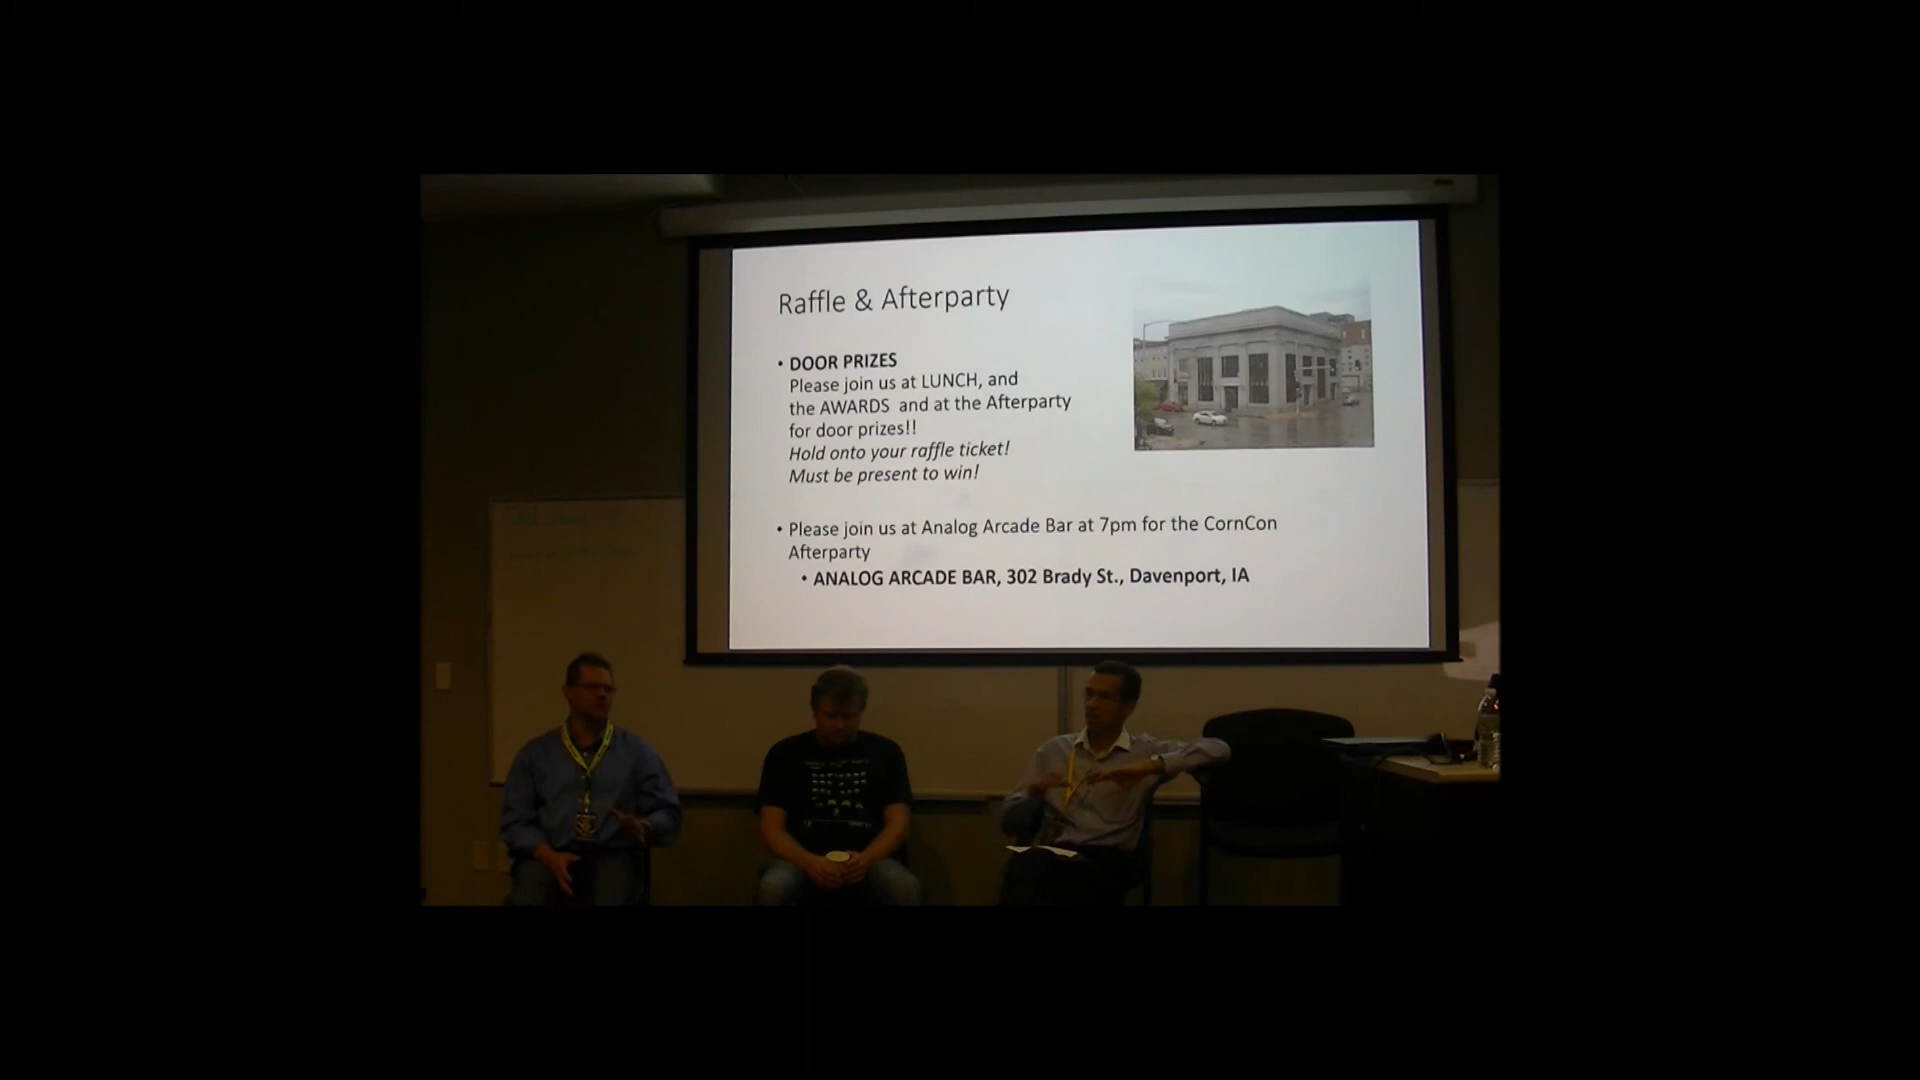 Raffle & Afterparty
• DOOR PRIZES
Please join us at LUNCH, and
the AWARDS and at the Afterparty
for door prizes!!
Hold onto your raffle ticket!
Must be present to win!
• Please join us at Analog Arcade Bar at 7pm for the CornCon
Afterparty
• ANALOG ARCADE BAR, 302 Brady St., Davenport, IA